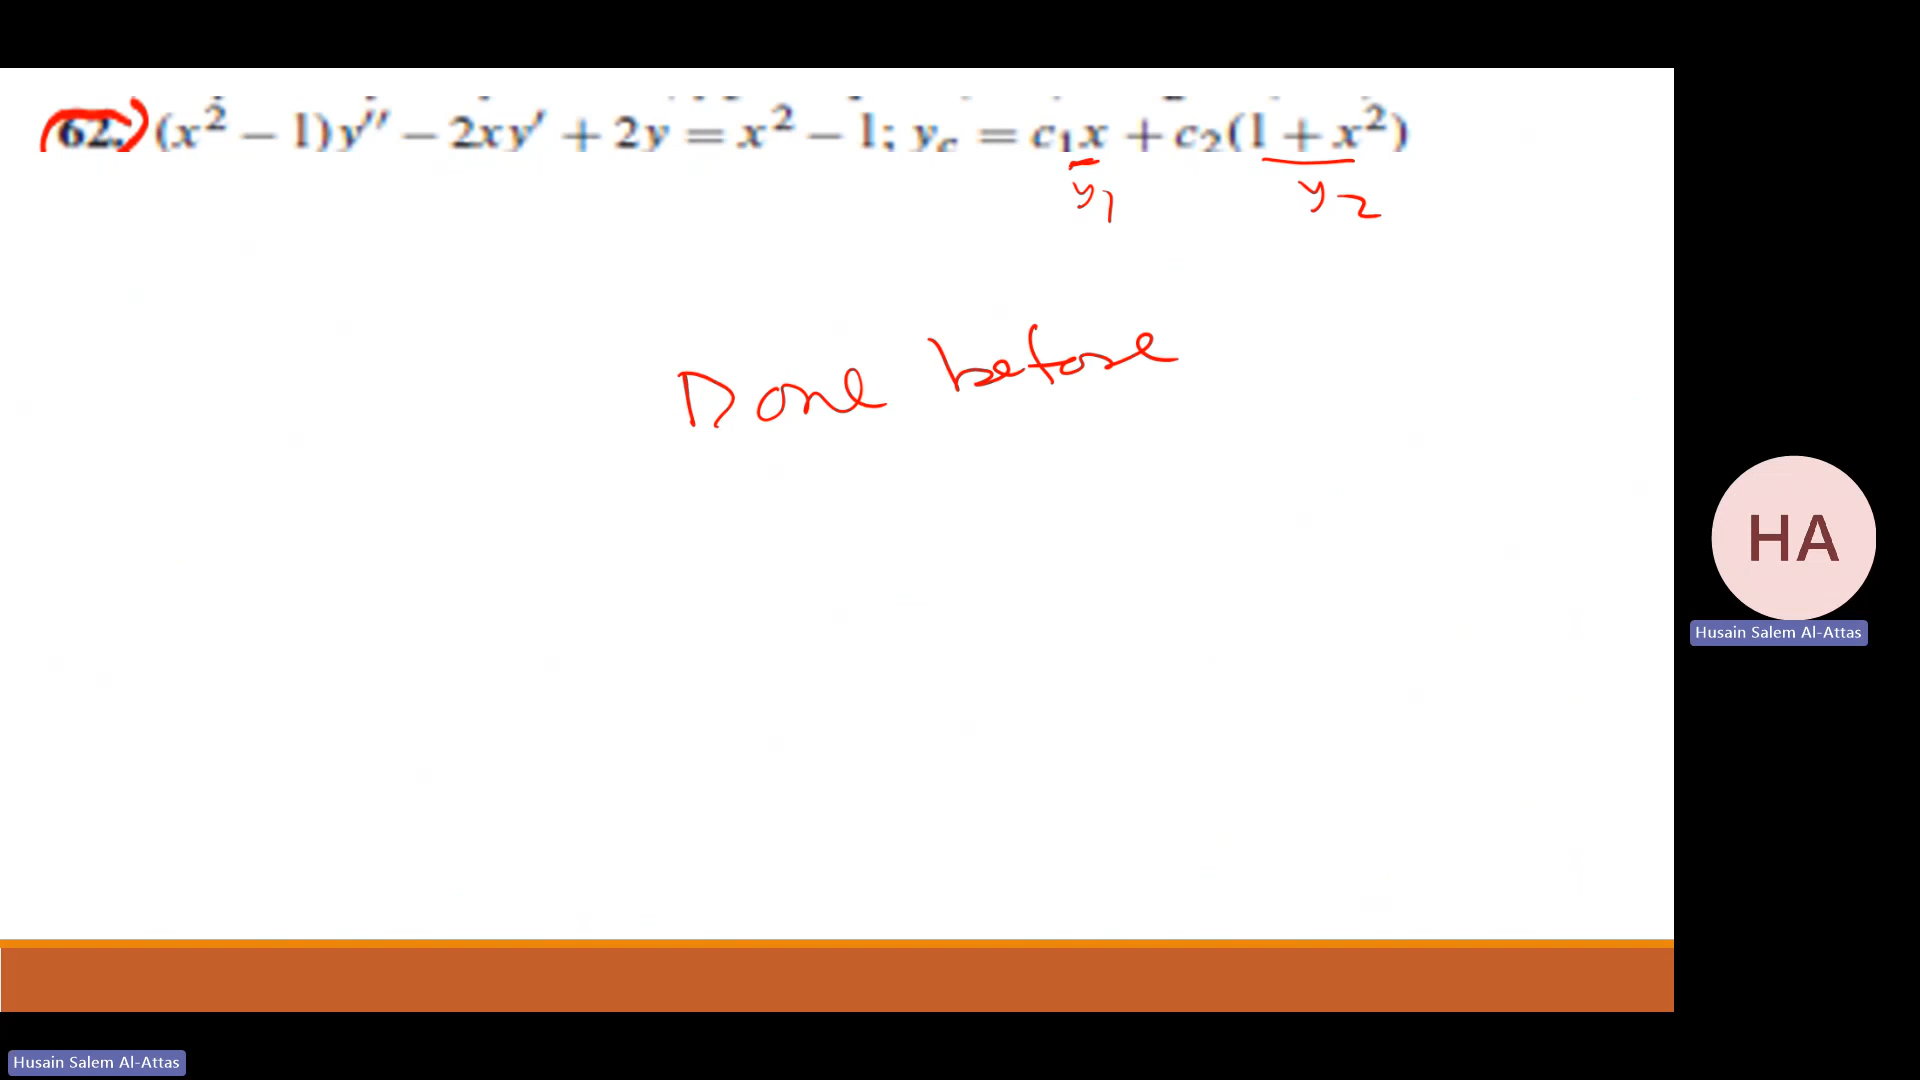 62. (x² − 1)y″ − 2xy′ + 2y = x² − 1; y_c = c₁x + c₂(1 + x²)
y₁ y₂
Done before
HA
Husain Salem Al-Attas
Husain Salem Al-Attas